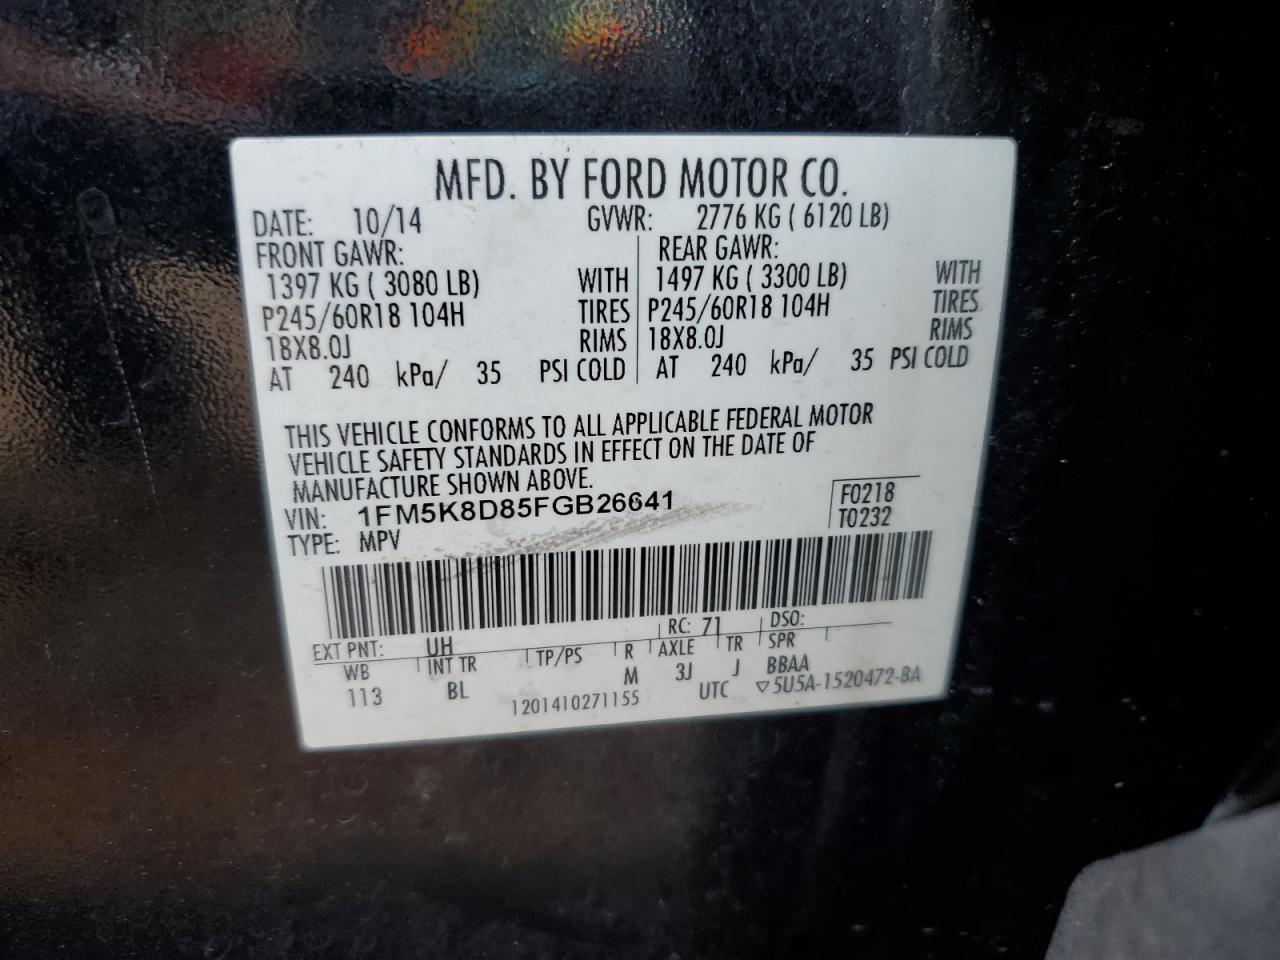 MFD. BY FORD MOTOR CO.
DATE: 10/14 GVWR: 2776 KG ( 6120 LB)
FRONT GAWR: REAR GAWR:
1397 KG ( 3080 LB) WITH 1497 KG ( 3300 LB) WITH
P245/60R18 104H TIRES P245/60R18 104H TIRES
18X8.0J RIMS 18X8.0J RIMS
AT 240 kPa/ 35 PSI COLD AT 240 kPa/ 35 PSI COLD
THIS VEHICLE CONFORMS TO ALL APPLICABLE FEDERAL MOTOR
VEHICLE SAFETY STANDARDS IN EFFECT ON THE DATE OF
MANUFACTURE SHOWN ABOVE.
VIN: 1FM5K8D85FGB26641 F0218
TYPE: MPV T0232
EXT PNT: UH RC: 71 DSO:
WB INT TR TP/PS R AXLE TR SPR
113 BL M 3J J BBAA
1201410271155 UTC ▽5U5A-1520472-BA